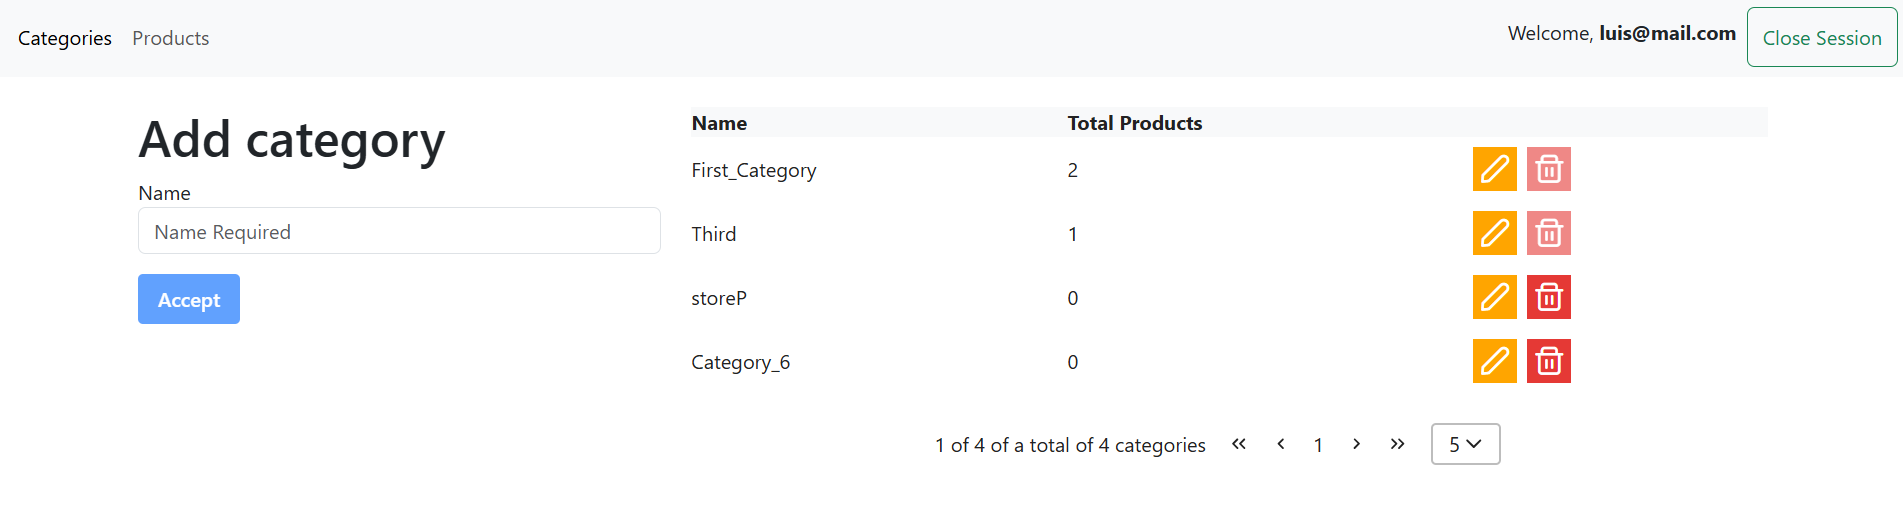 Categories Products Welcome, luis@mail.com Close Session
Add category
Name
Name Required
Accept
Name Total Products
First_Category 2
Third 1
storeP 0
Category_6 0
1 of 4 of a total of 4 categories « ‹ 1 › » 5